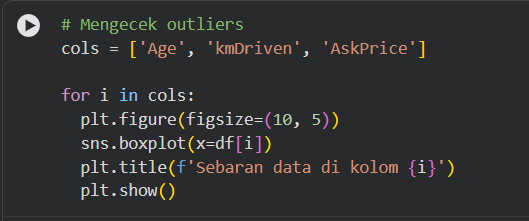 # Mengecek outliers
cols = ['Age', 'kmDriven', 'AskPrice']
for i in cols:
  plt.figure(figsize=(10, 5))
  sns.boxplot(x=df[i])
  plt.title(f'Sebaran data di kolom {i}')
  plt.show()